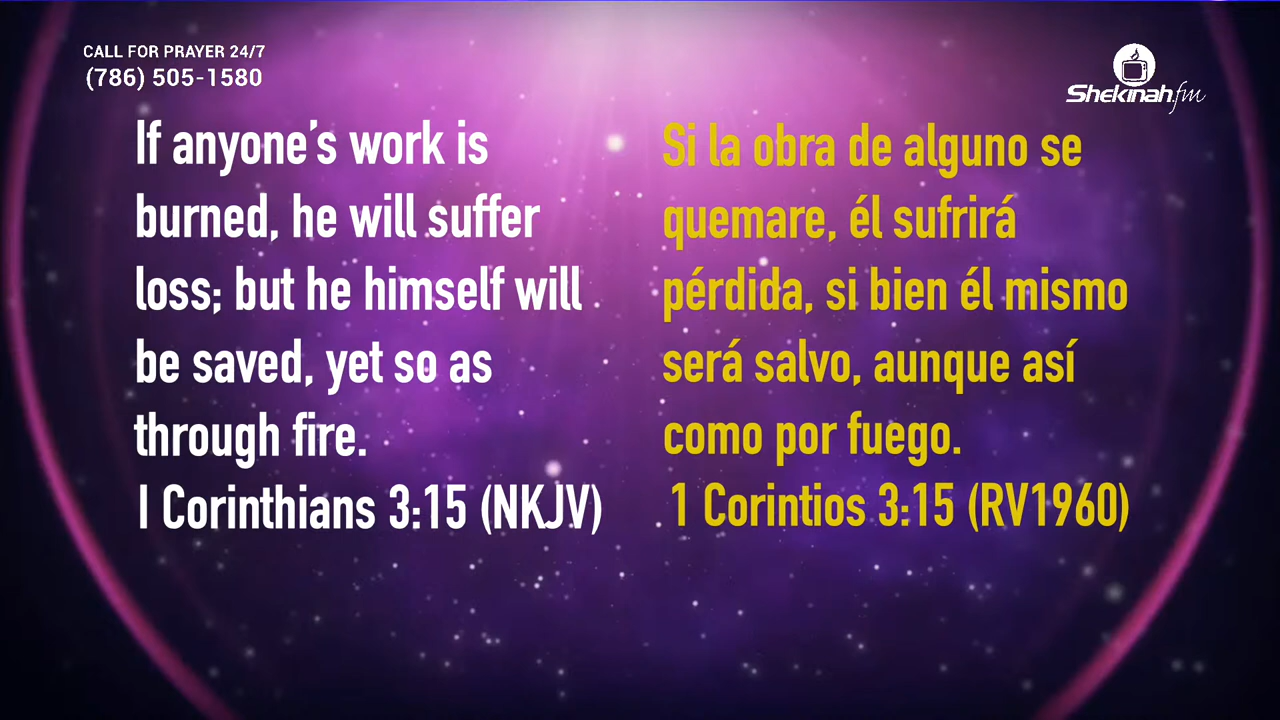 CALL FOR PRAYER 24/7
(786) 505-1580
Shekinah.fm
If anyone’s work is
burned, he will suffer
loss; but he himself will
be saved, yet so as
through fire.
I Corinthians 3:15 (NKJV)
Si la obra de alguno se
quemare, él sufrirá
pérdida, si bien él mismo
será salvo, aunque así
como por fuego.
1 Corintios 3:15 (RV1960)